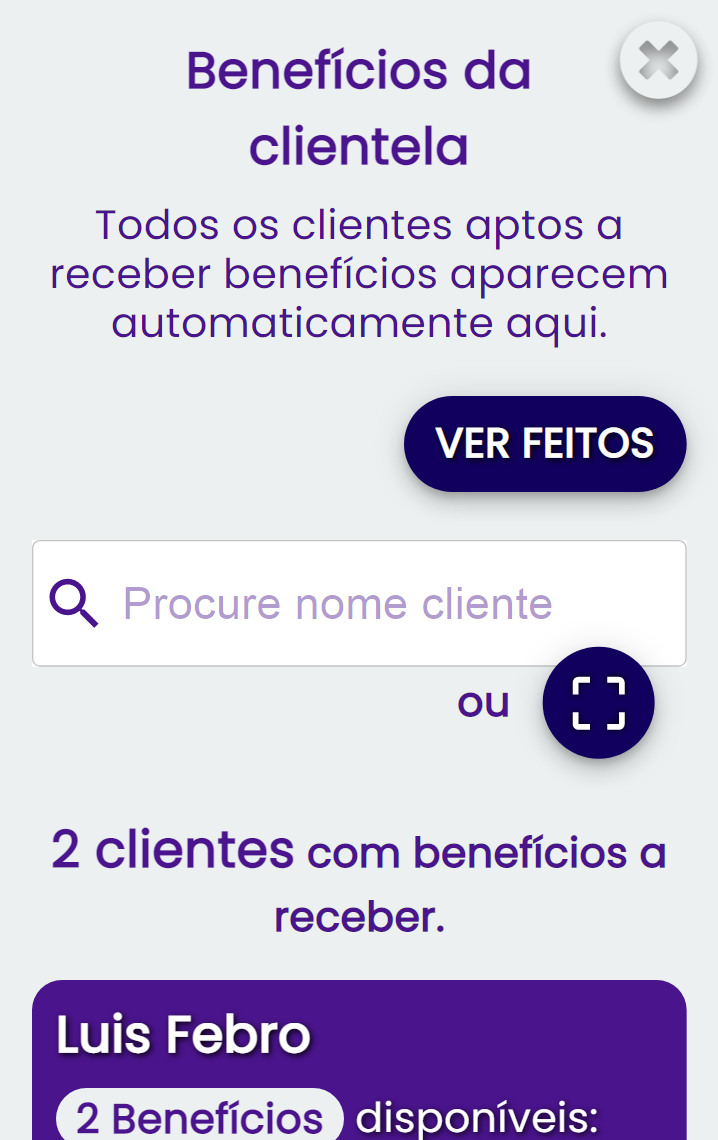 Benefícios da
clientela
Todos os clientes aptos a
receber benefícios aparecem
automaticamente aqui.
VER FEITOS
Procure nome cliente
ou
2 clientes com benefícios a
receber.
Luis Febro
2 Benefícios disponíveis: